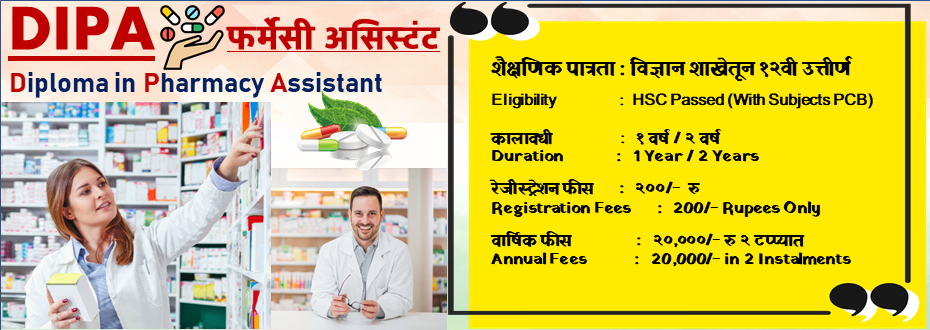 DIPA
फर्मेसी असिस्टंट
Diploma in Pharmacy Assistant
शैक्षणिक पात्रता : विज्ञान शाखेतून १२वी उत्तीर्ण
Eligibility : HSC Passed (With Subjects PCB)
कालावधी : १ वर्ष / २ वर्ष
Duration : 1 Year / 2 Years
रेजीस्ट्रेशन फीस : २००/- रु
Registration Fees : 200/- Rupees Only
वार्षिक फीस : २०,०००/- रु २ टप्प्यात
Annual Fees : 20,000/- in 2 Instalments